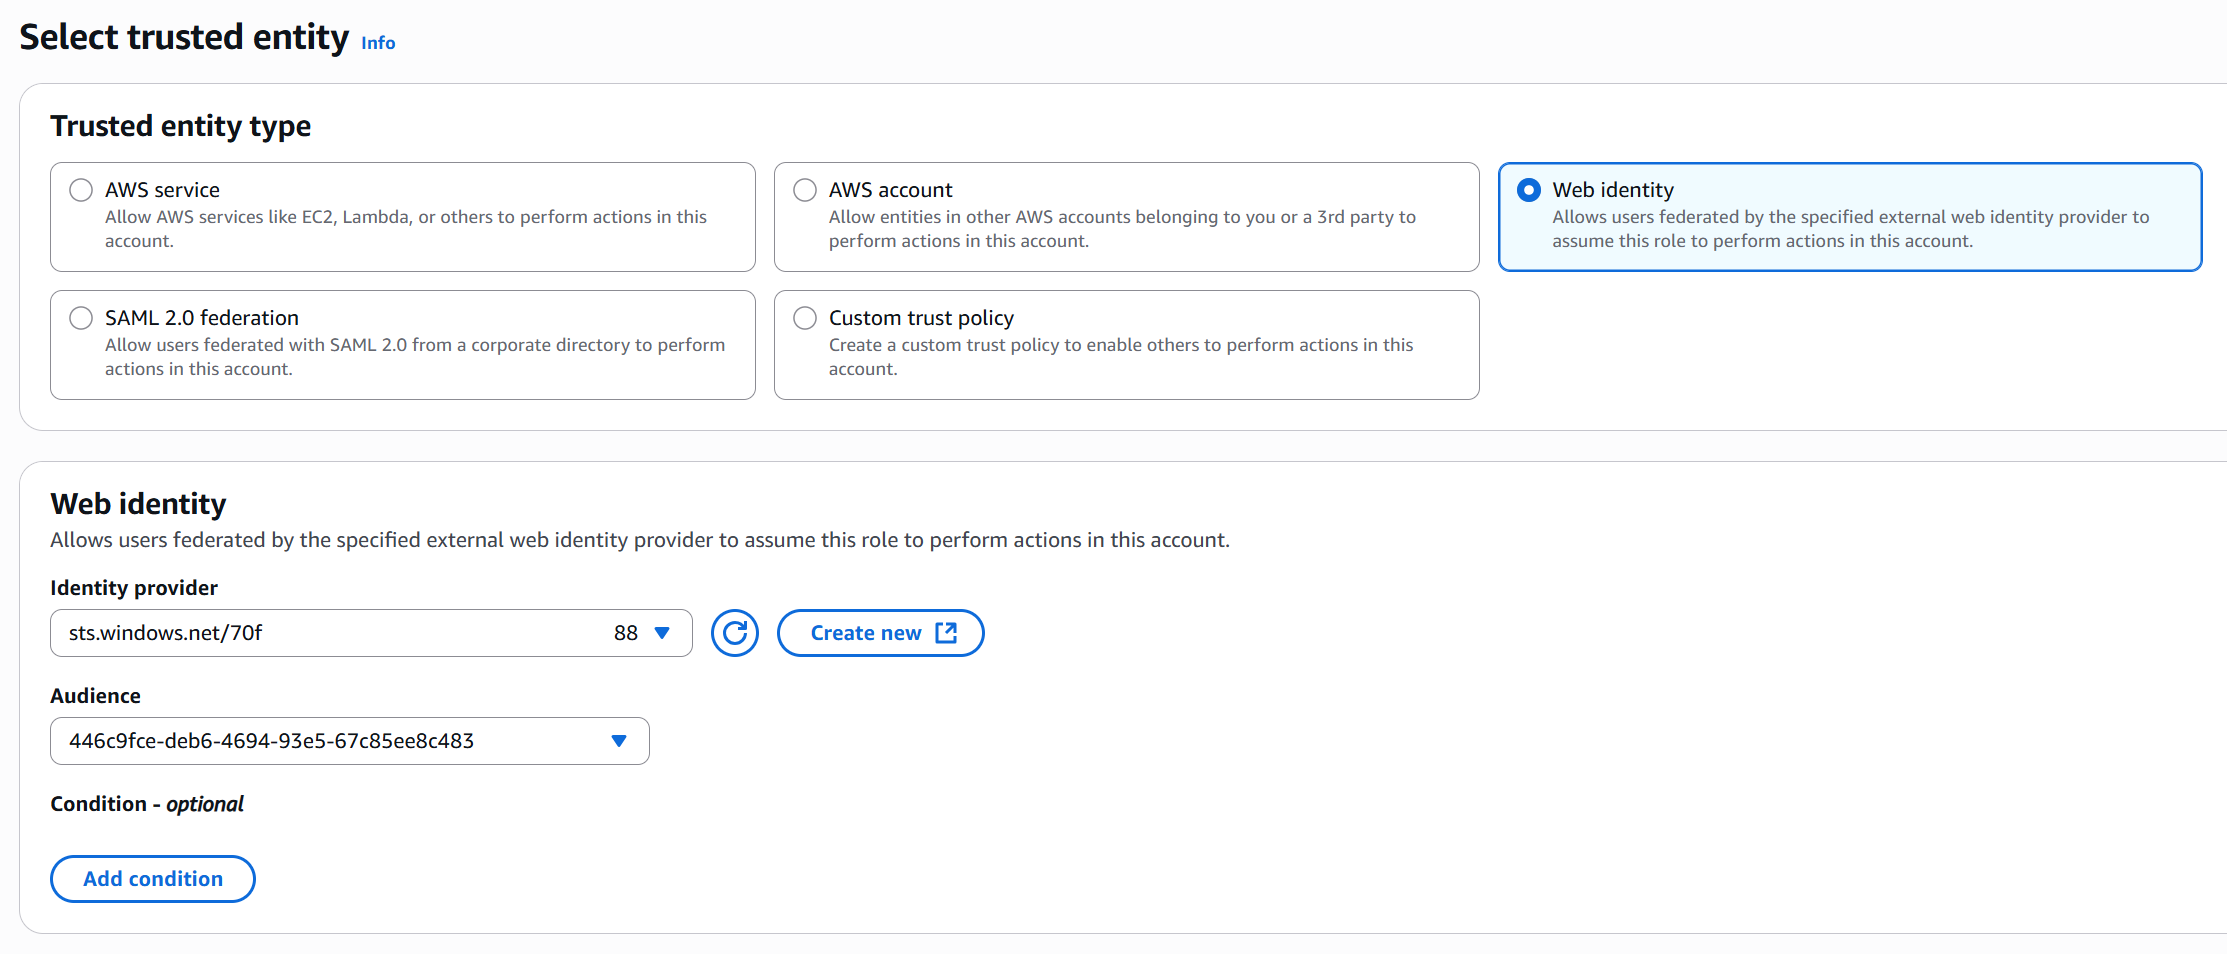 Select trusted entity Info
Trusted entity type
AWS service
Allow AWS services like EC2, Lambda, or others to perform actions in this
account.
AWS account
Allow entities in other AWS accounts belonging to you or a 3rd party to
perform actions in this account.
Web identity
Allows users federated by the specified external web identity provider to
assume this role to perform actions in this account.
SAML 2.0 federation
Allow users federated with SAML 2.0 from a corporate directory to perform
actions in this account.
Custom trust policy
Create a custom trust policy to enable others to perform actions in this
account.
Web identity
Allows users federated by the specified external web identity provider to assume this role to perform actions in this account.
Identity provider
sts.windows.net/70f 88
Create new
Audience
446c9fce-deb6-4694-93e5-67c85ee8c483
Condition - optional
Add condition